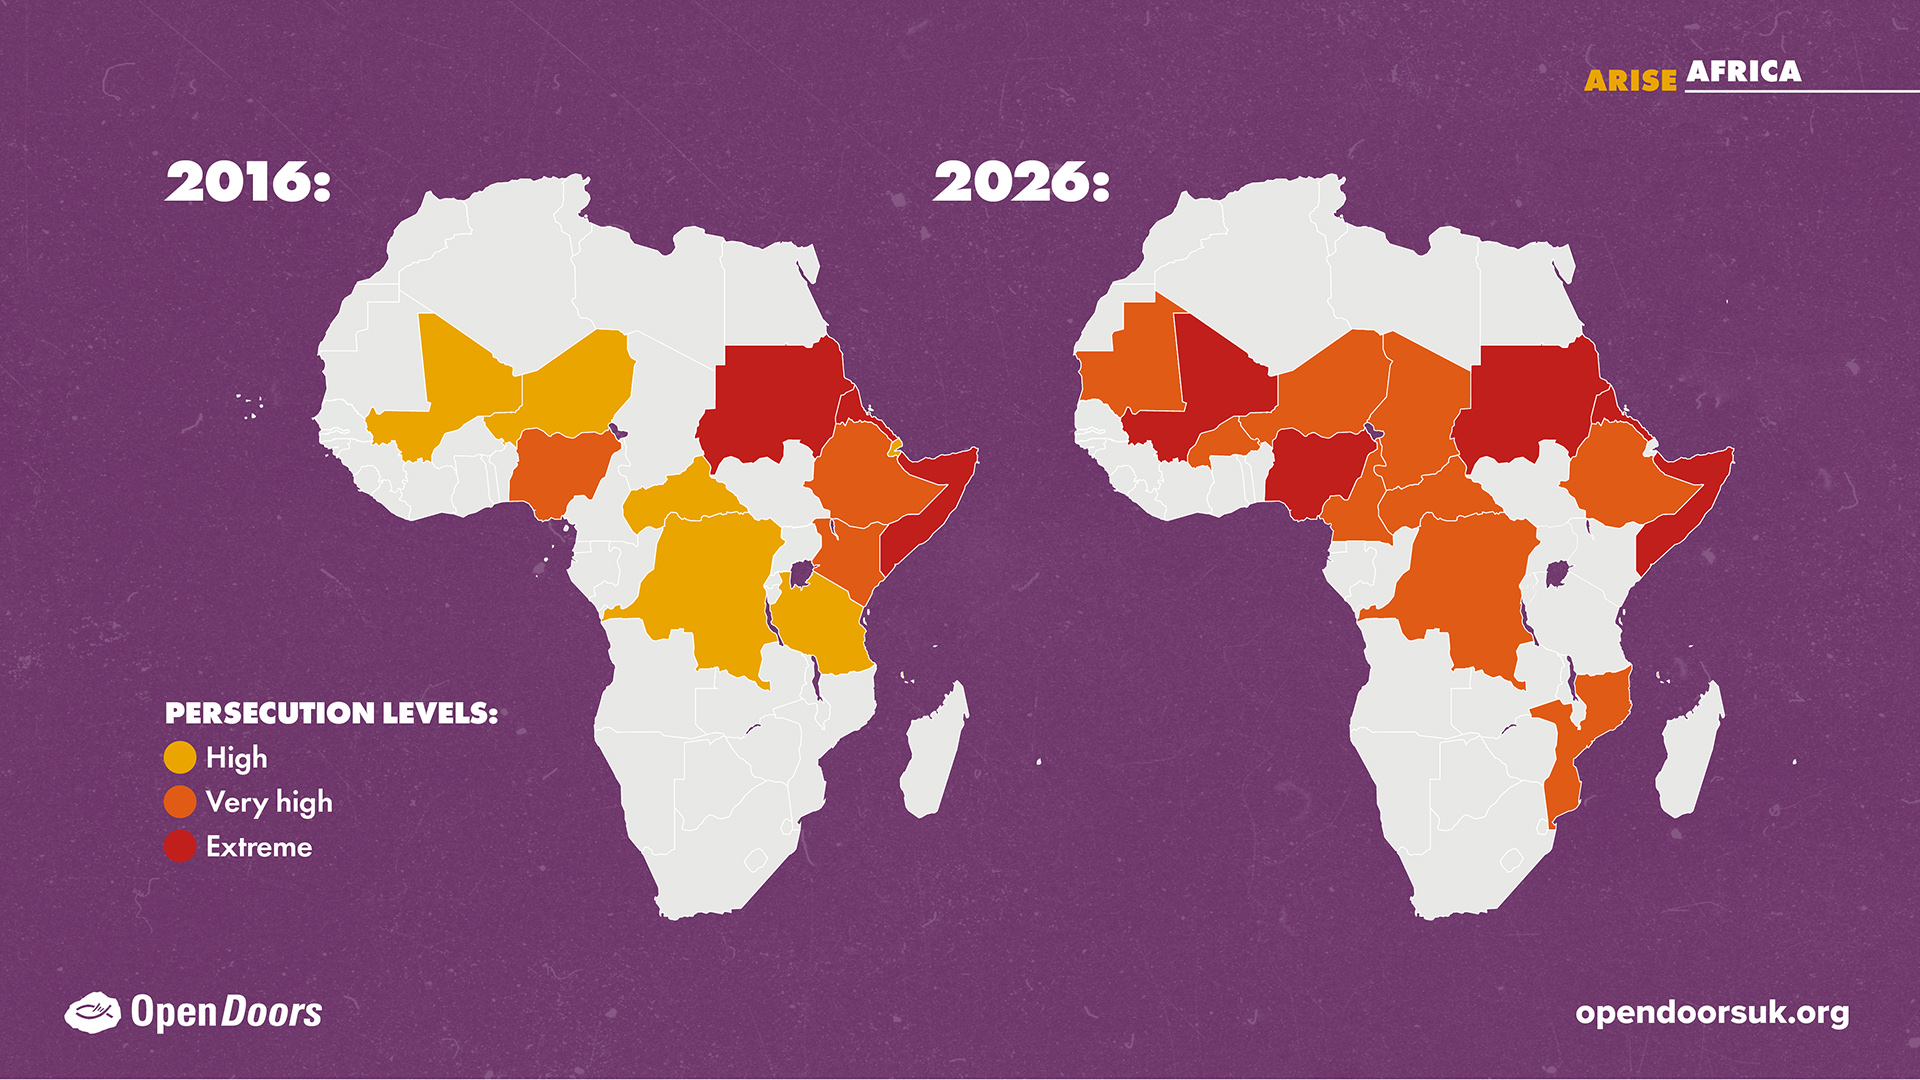 ARISE AFRICA
2016:
2026:
PERSECUTION LEVELS:
High
Very high
Extreme
Open Doors
opendoorsuk.org